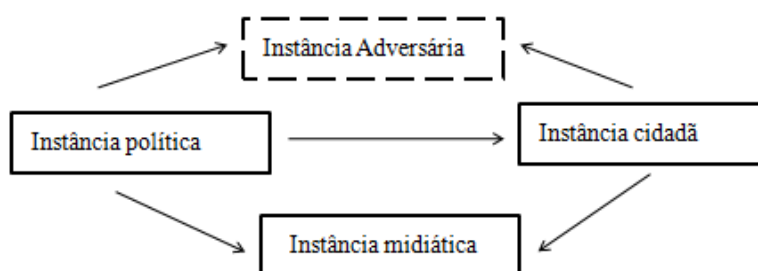 Instância Adversária
Instância política
Instância cidadã
Instância midiática